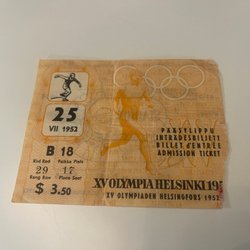 25
VII 1952
PÄÄSYLIPPU
INTRÄDESBILJETT
BILLET D'ENTRÉE
ADMISSION TICKET
B 18
Rivi Rad Paikka Plats
29 17
Rang Row Place Seat
$ 3.50
XV OLYMPIA HELSINKI 19
XV OLYMPIADEN HELSINGFORS 1952